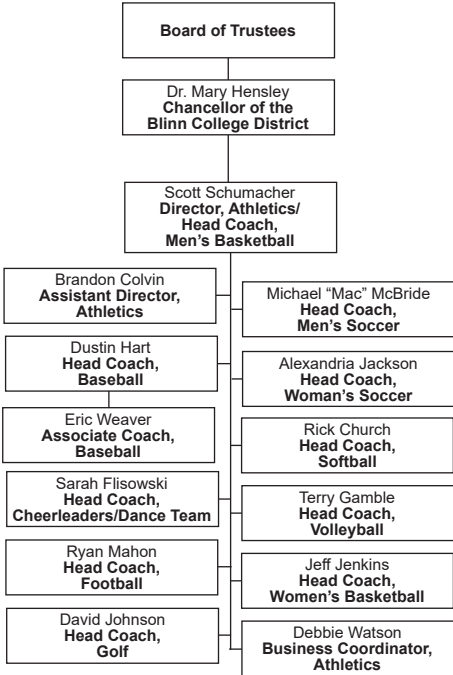 Board of Trustees
Dr. Mary Hensley
Chancellor of the
Blinn College District
Scott Schumacher
Director, Athletics/
Head Coach,
Men's Basketball
Brandon Colvin
Assistant Director,
Athletics
Dustin Hart
Head Coach,
Baseball
Eric Weaver
Associate Coach,
Baseball
Sarah Flisowski
Head Coach,
Cheerleaders/Dance Team
Ryan Mahon
Head Coach,
Football
David Johnson
Head Coach,
Golf
Michael “Mac” McBride
Head Coach,
Men's Soccer
Alexandria Jackson
Head Coach,
Woman's Soccer
Rick Church
Head Coach,
Softball
Terry Gamble
Head Coach,
Volleyball
Jeff Jenkins
Head Coach,
Women's Basketball
Debbie Watson
Business Coordinator,
Athletics